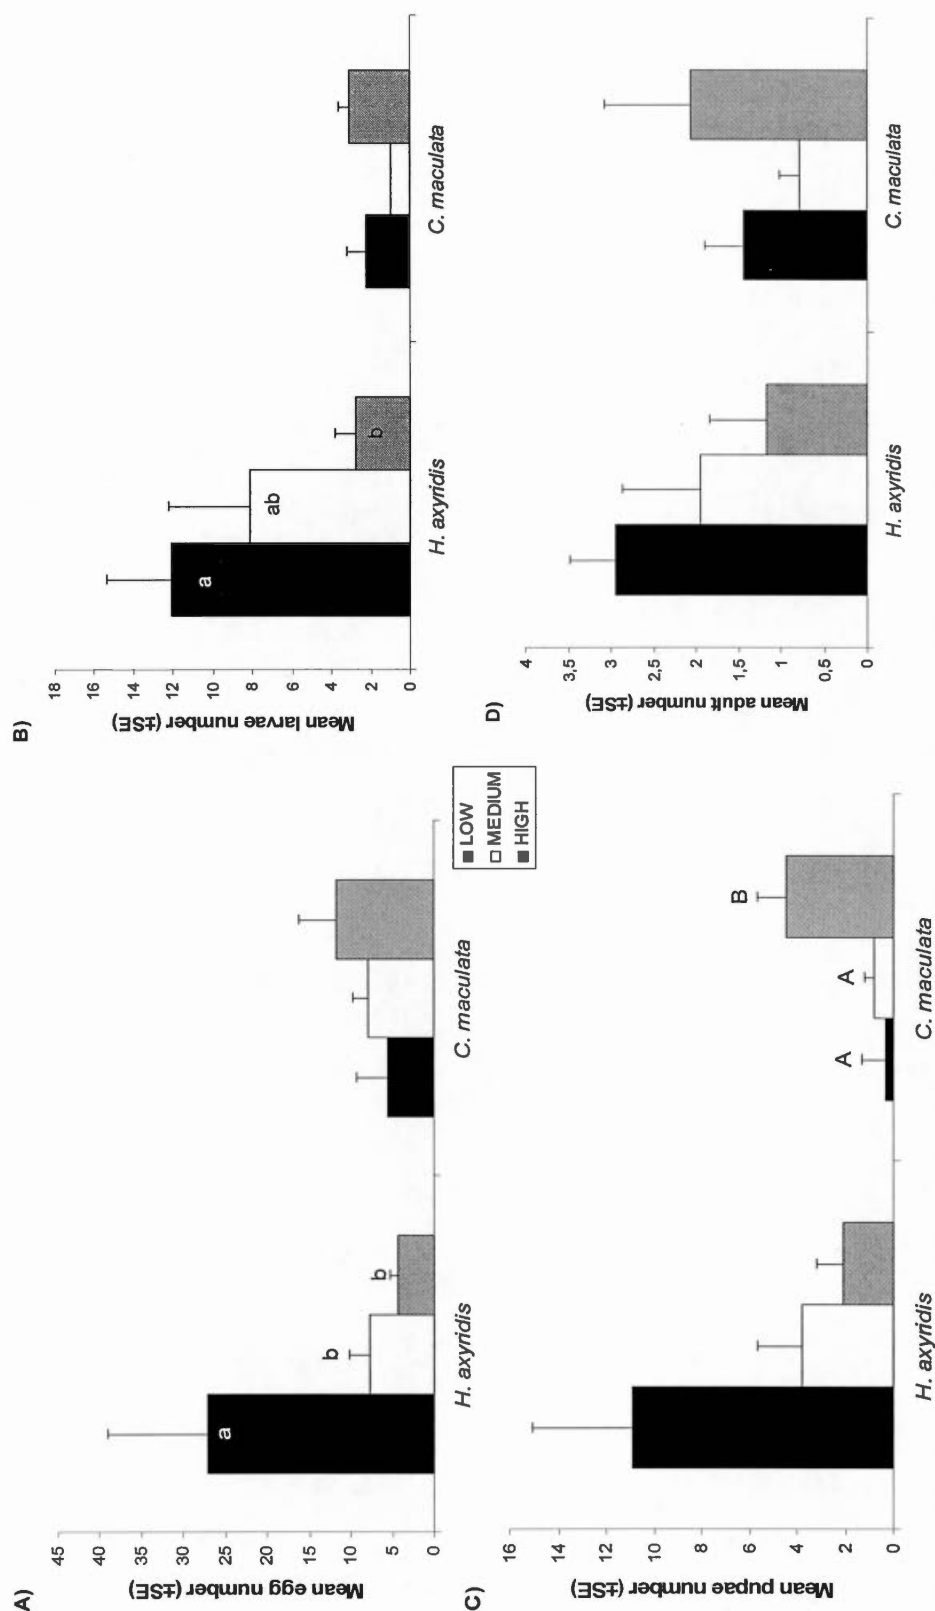 A)
Mean egg number (±SE)
45
40
35
30
25
20
15
10
5
0
a
b
b
H. axyridis
C. maculata
B)
Mean larvae number (±SE)
18
16
14
12
10
8
6
4
2
0
a
ab
b
H. axyridis
C. maculata
LOW
MEDIUM
HIGH
C)
Mean pupae number (±SE)
16
14
12
10
8
6
4
2
0
A
A
B
H. axyridis
C. maculata
D)
Mean adult number (±SE)
4
3,5
3
2,5
2
1,5
1
0,5
0
H. axyridis
C. maculata